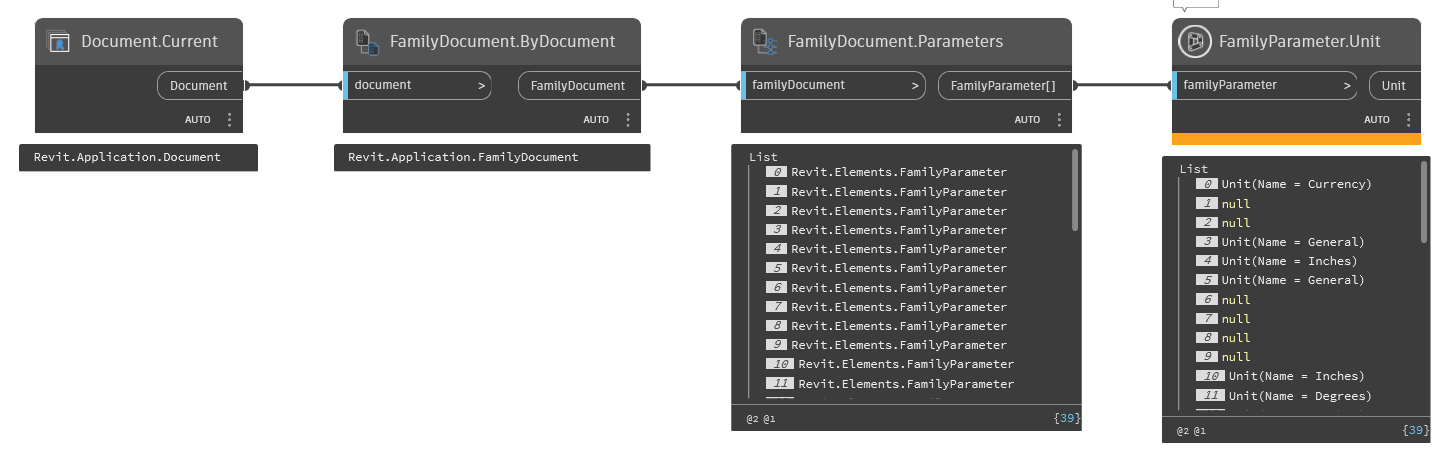 Document.Current
Document
AUTO
Revit.Application.Document
FamilyDocument.ByDocument
document > FamilyDocument
AUTO
Revit.Application.FamilyDocument
FamilyDocument.Parameters
familyDocument > FamilyParameter[]
AUTO
List
0 Revit.Elements.FamilyParameter
1 Revit.Elements.FamilyParameter
2 Revit.Elements.FamilyParameter
3 Revit.Elements.FamilyParameter
4 Revit.Elements.FamilyParameter
5 Revit.Elements.FamilyParameter
6 Revit.Elements.FamilyParameter
7 Revit.Elements.FamilyParameter
8 Revit.Elements.FamilyParameter
9 Revit.Elements.FamilyParameter
10 Revit.Elements.FamilyParameter
11 Revit.Elements.FamilyParameter
@2 @1 {39}
FamilyParameter.Unit
familyParameter > Unit
AUTO
List
0 Unit(Name = Currency)
1 null
2 null
3 Unit(Name = General)
4 Unit(Name = Inches)
5 Unit(Name = General)
6 null
7 null
8 null
9 null
10 Unit(Name = Inches)
11 Unit(Name = Degrees)
@2 @1 {39}